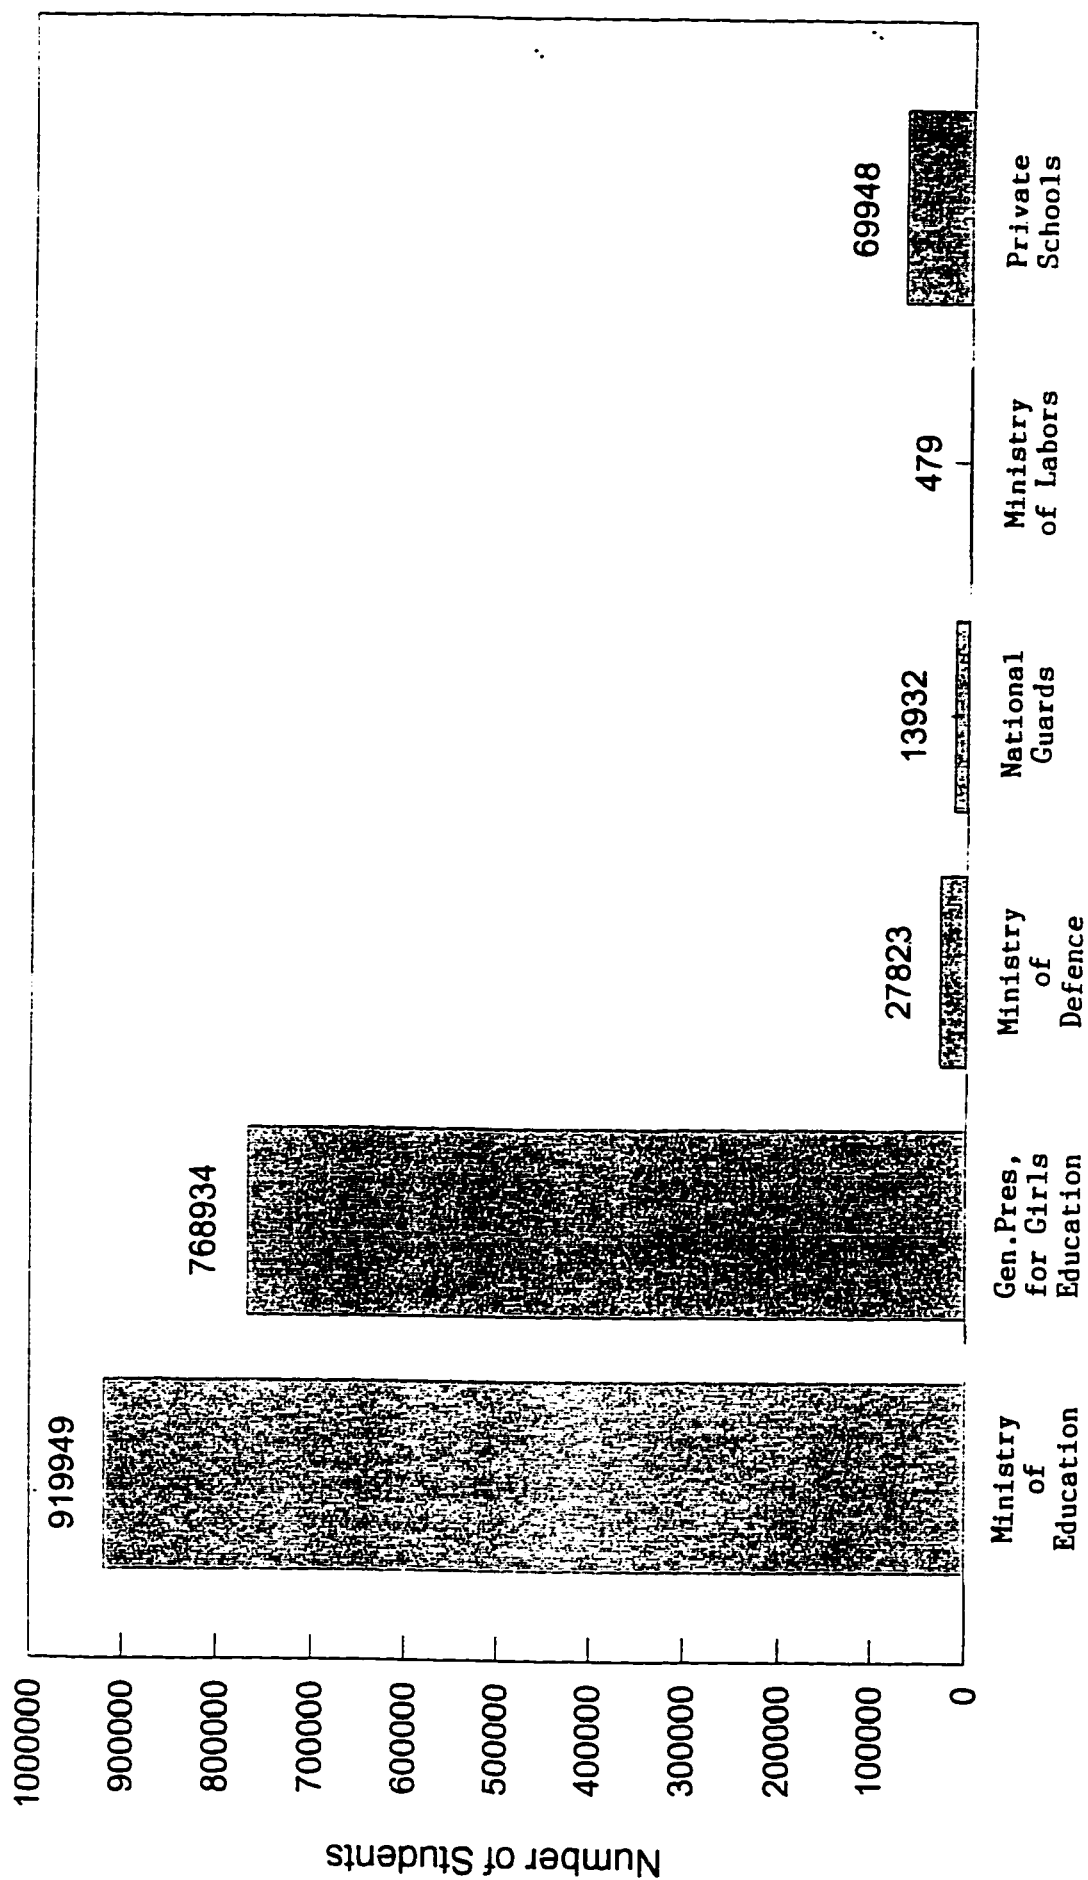 Number of Students
1000000
900000
800000
700000
600000
500000
400000
300000
200000
100000
0
919949
768934
27823
13932
479
69948
Ministry
of
Education
Gen.Pres,
for Girls
Education
Ministry
of
Defence
National
Guards
Ministry
of Labors
Private
Schools